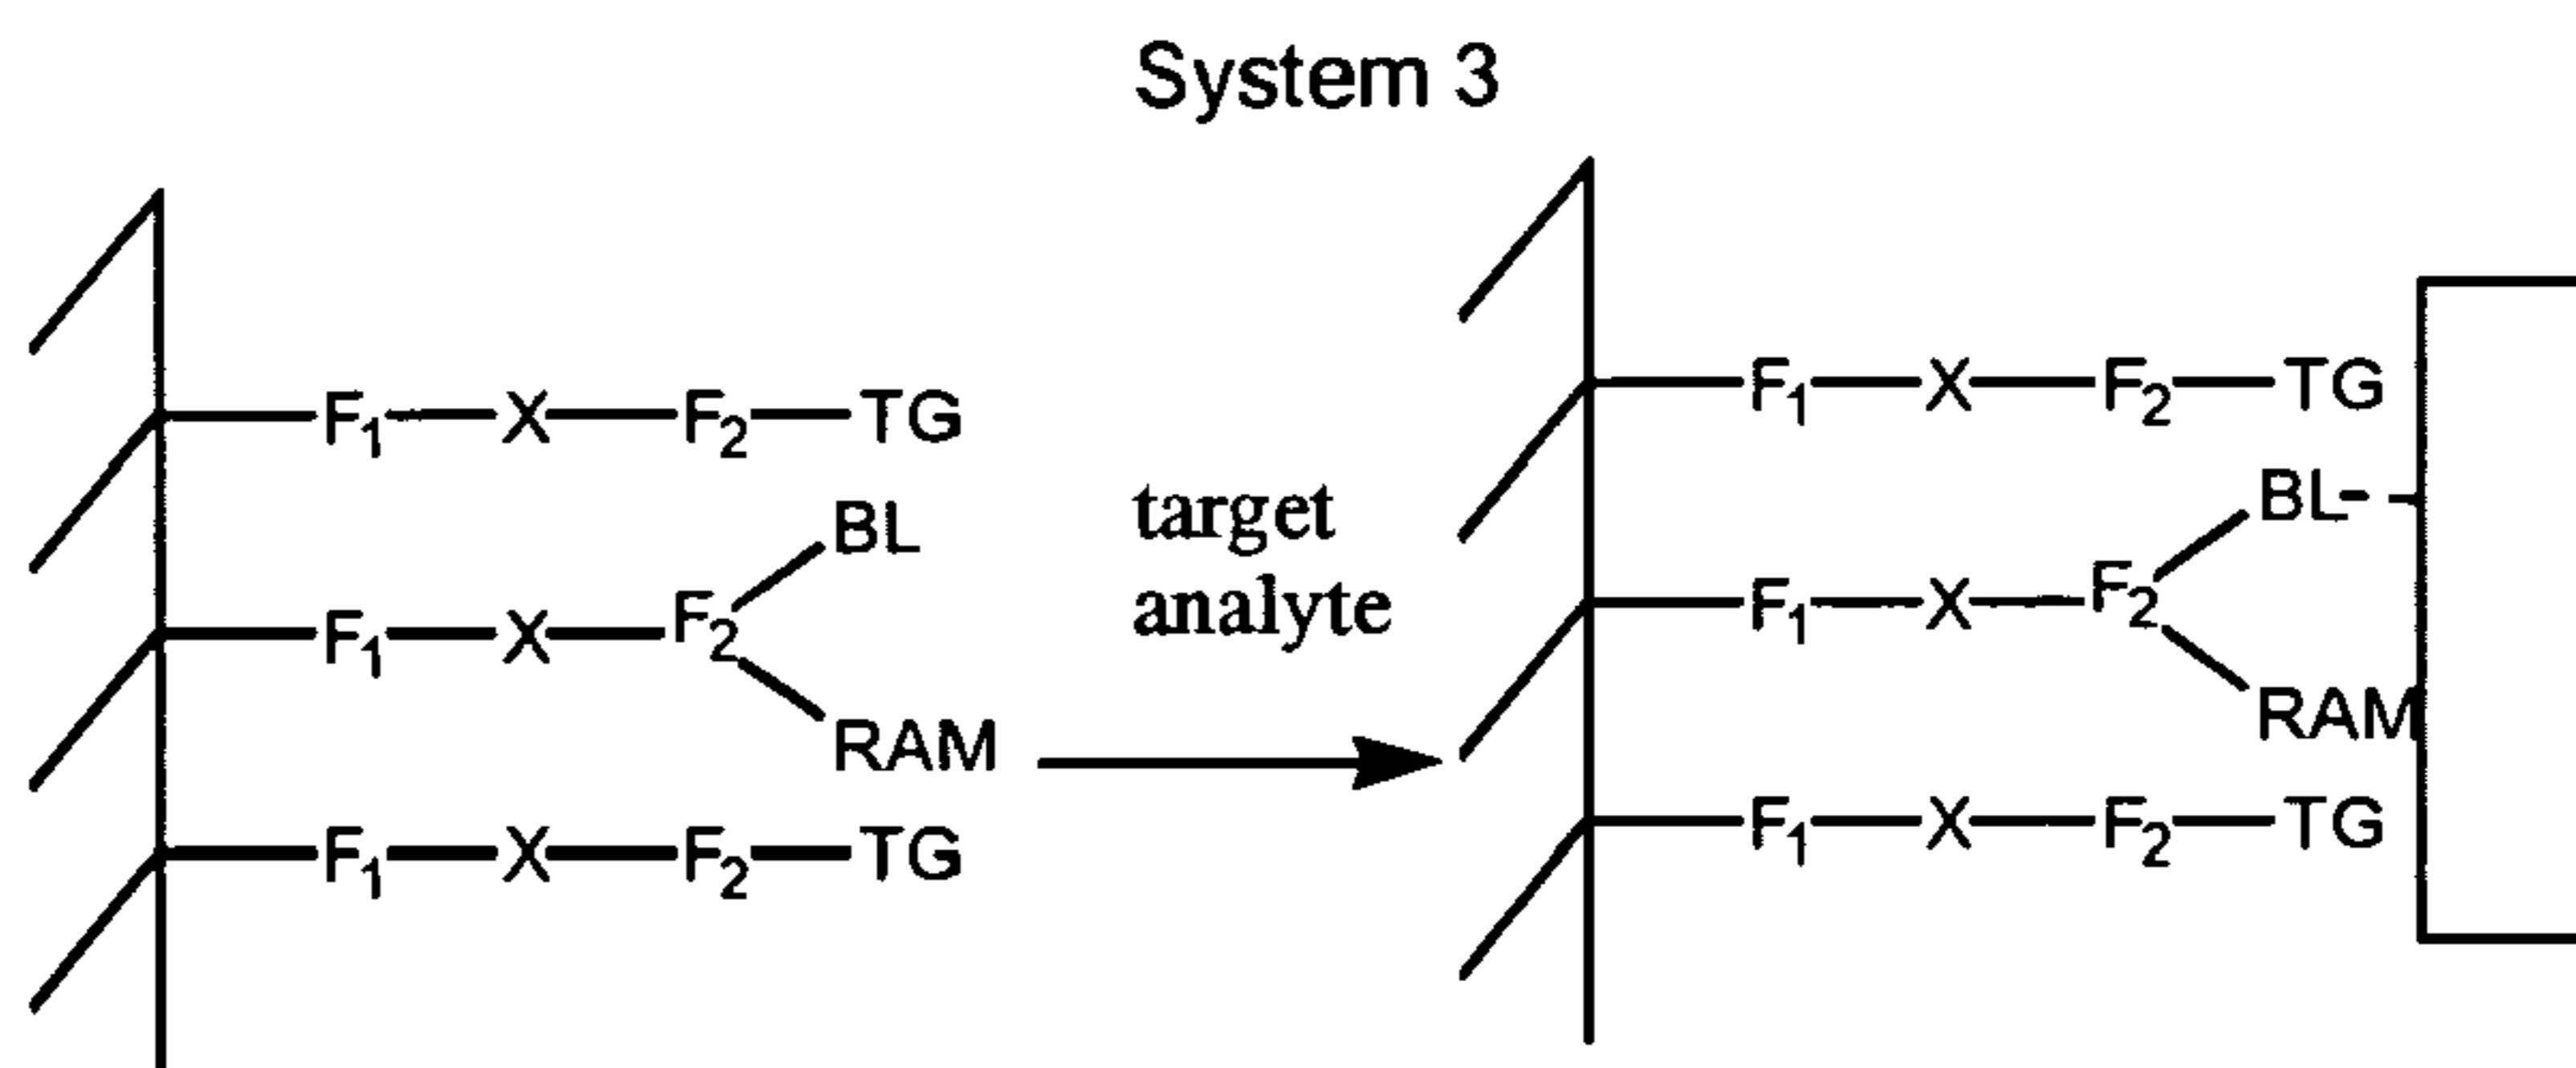 System 3
F1 X F2 TG
BL
F1 X F2
RAM
F1 X F2 TG
target
analyte
F1 X F2 TG
BL
F1 X F2
RAM
F1 X F2 TG